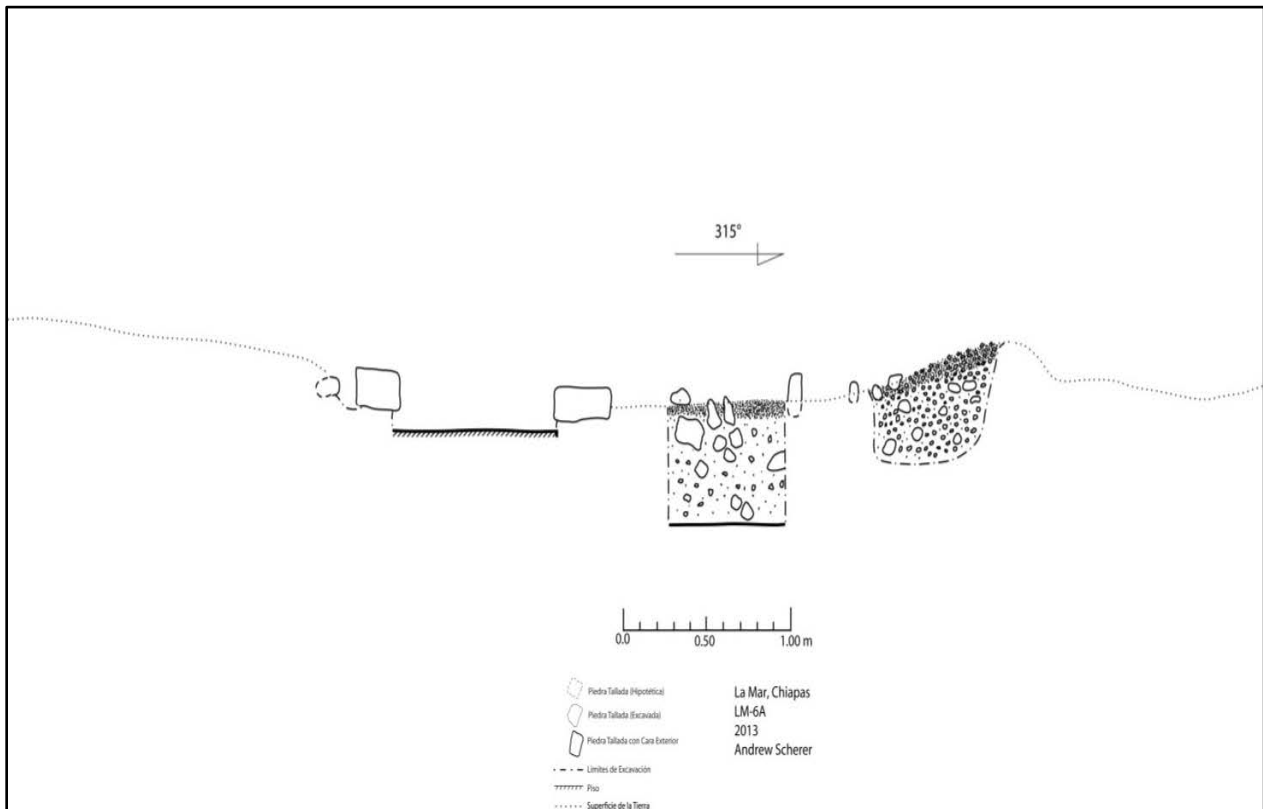 315°
0.0 0.50 1.00 m
Piedra Tallada (Hipotética)
Piedra Tallada (Excavada)
Piedra Tallada con Cara Exterior
Limites de Excavación
Piso
Superficie de la Tierra
La Mar, Chiapas
LM-6A
2013
Andrew Scherer